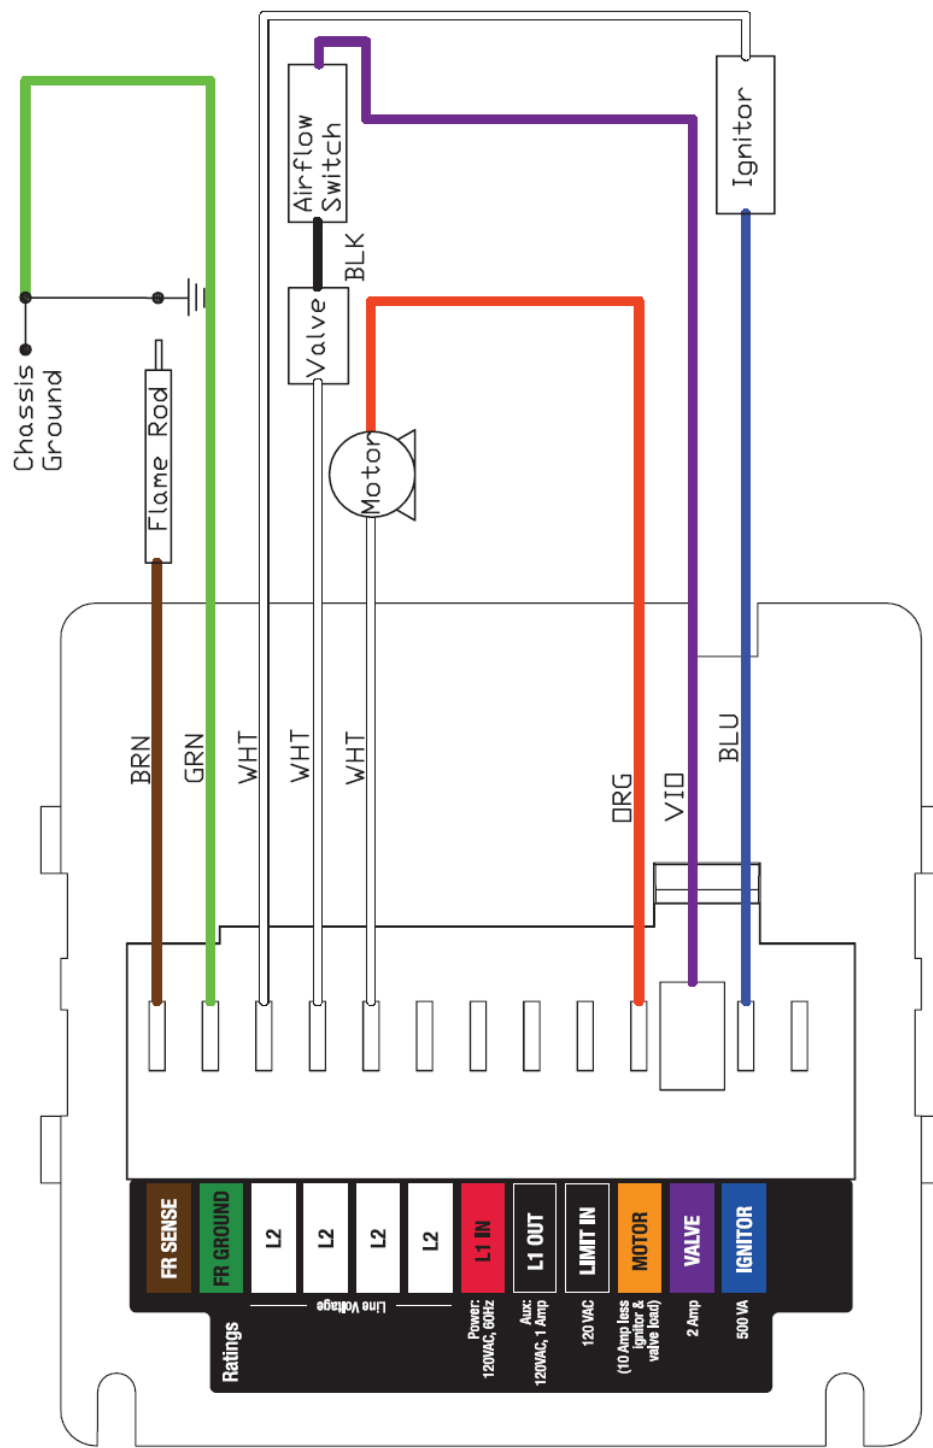 Chassis
Ground
Flame Rod
Airflow
Switch
BLK
Valve
Motor
Ignitor
BRN
GRN
WHT
WHT
WHT
ORG
VIO
BLU
FR SENSE
FR GROUND
L2
L2
L2
L2
L1 IN
L1 OUT
LIMIT IN
MOTOR
VALVE
IGNITOR
Ratings
Line Voltage
Power:
120VAC, 60Hz
Aux:
120VAC, 1 Amp
120 VAC
(10 Amp less
ignitor &
valve load)
2 Amp
500 VA